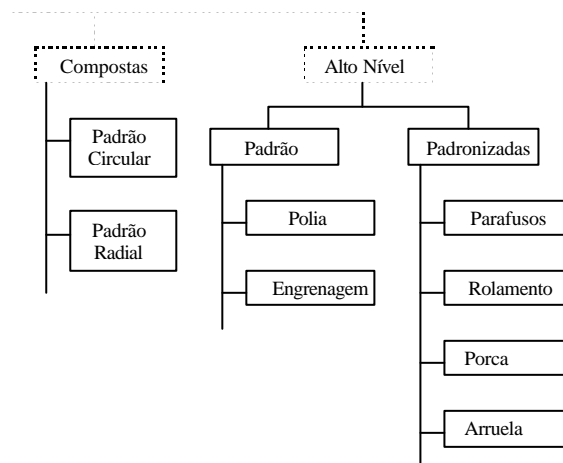 Compostas
Alto Nível
Padrão
Circular
Padrão
Radial
Padrão
Polia
Engrenagem
Padronizadas
Parafusos
Rolamento
Porca
Arruela